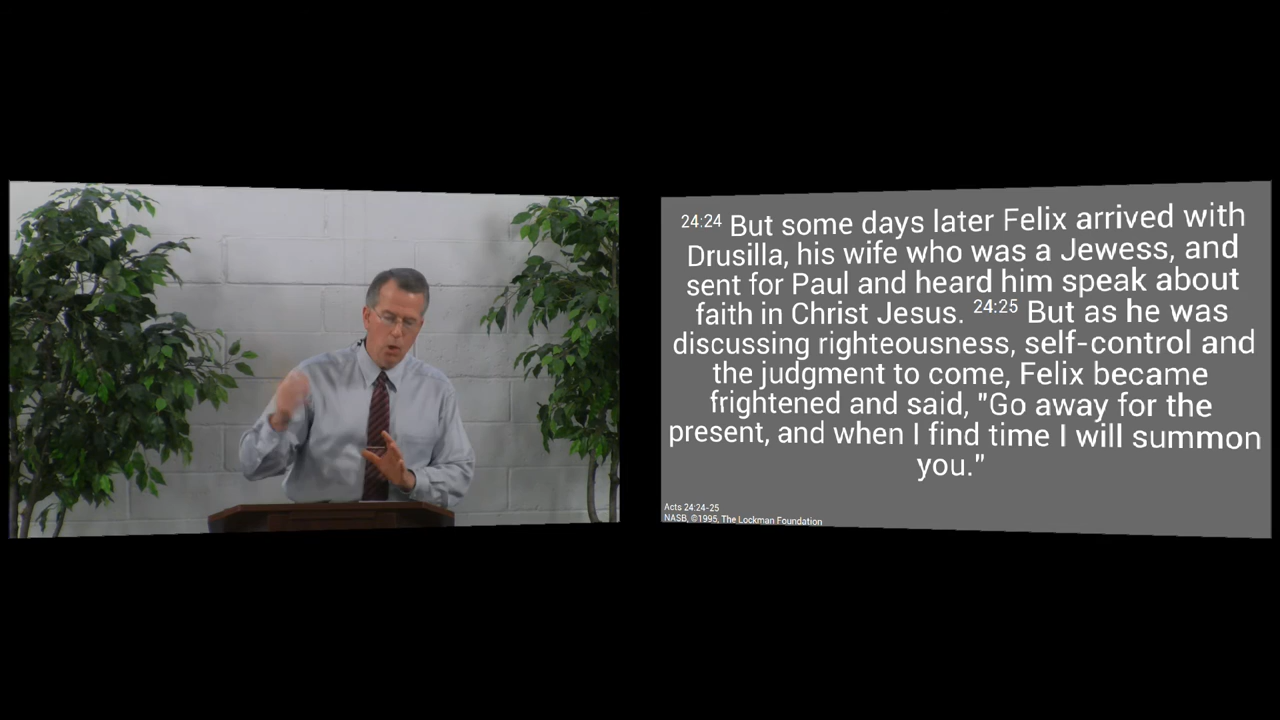 24:24 But some days later Felix arrived with
Drusilla, his wife who was a Jewess, and
sent for Paul and heard him speak about
faith in Christ Jesus. 24:25 But as he was
discussing righteousness, self-control and
the judgment to come, Felix became
frightened and said, "Go away for the
present, and when I find time I will summon
you."
Acts 24:24-25
NASB, ©1995, The Lockman Foundation